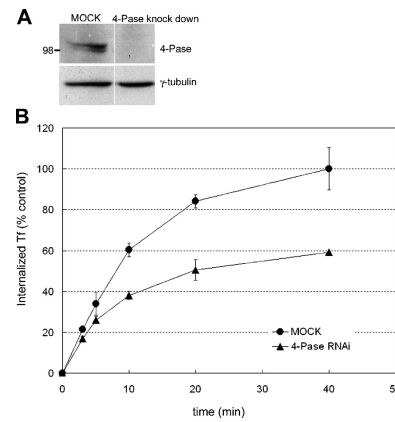 A
MOCK 4-Pase knock down
98
4-Pase
γ-tubulin
B
120
100
80
60
40
20
0
Internalized Tf (% control)
MOCK
4-Pase RNAi
0 10 20 30 40 50
time (min)